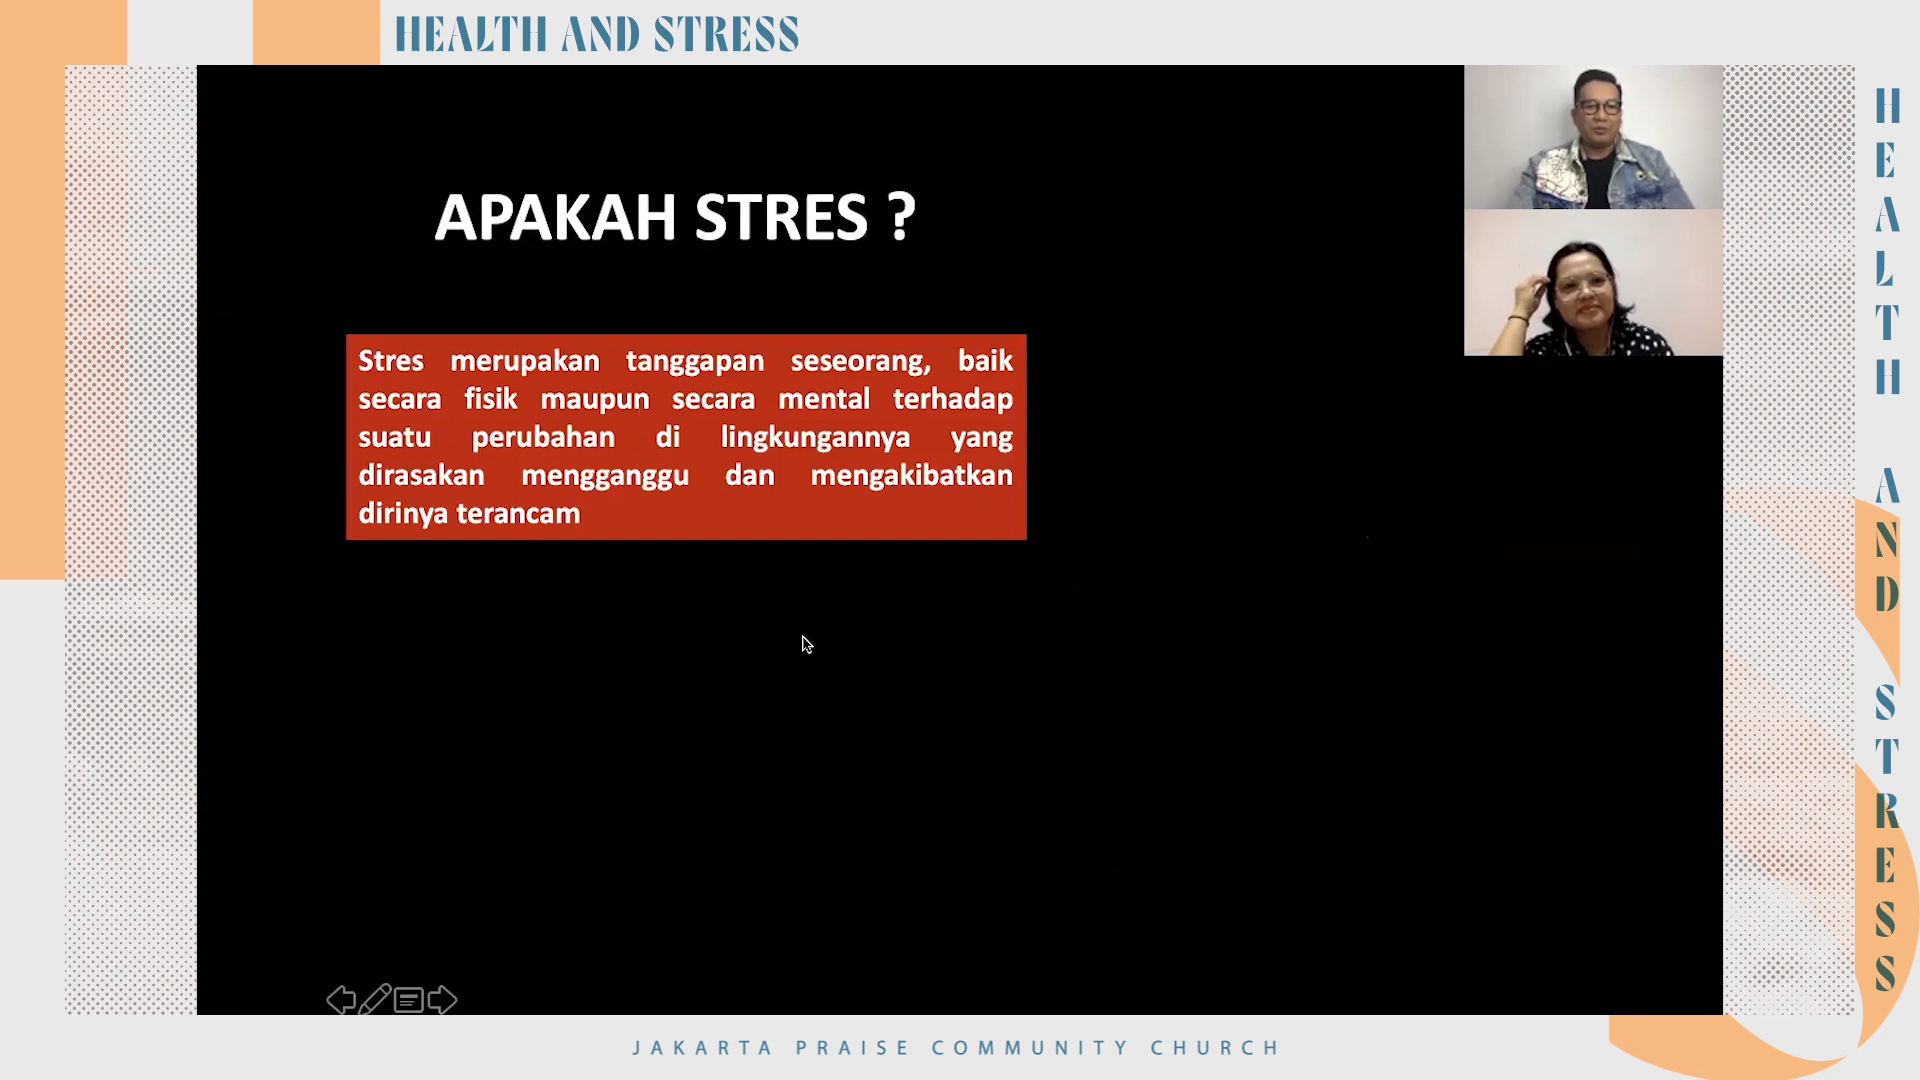 HEALTH AND STRESS
APAKAH STRES ?
Stres merupakan tanggapan seseorang, baik
secara fisik maupun secara mental terhadap
suatu perubahan di lingkungannya yang
dirasakan mengganggu dan mengakibatkan
dirinya terancam
HEALTH AND STRESS
JAKARTA PRAISE COMMUNITY CHURCH